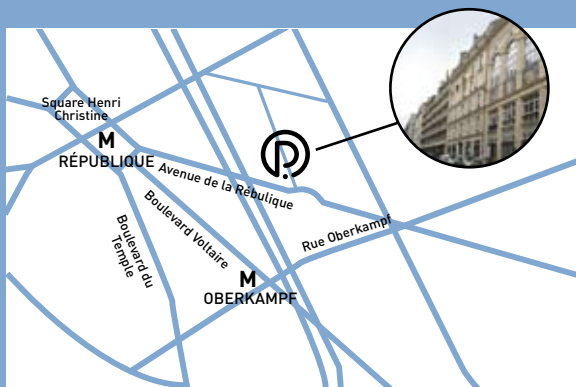 Square Henri
Christine
M
RÉPUBLIQUE
Avenue de la Rébulique
Boulevard Voltaire
Boulevard du
Temple
Rue Oberkampf
M
OBERKAMPF